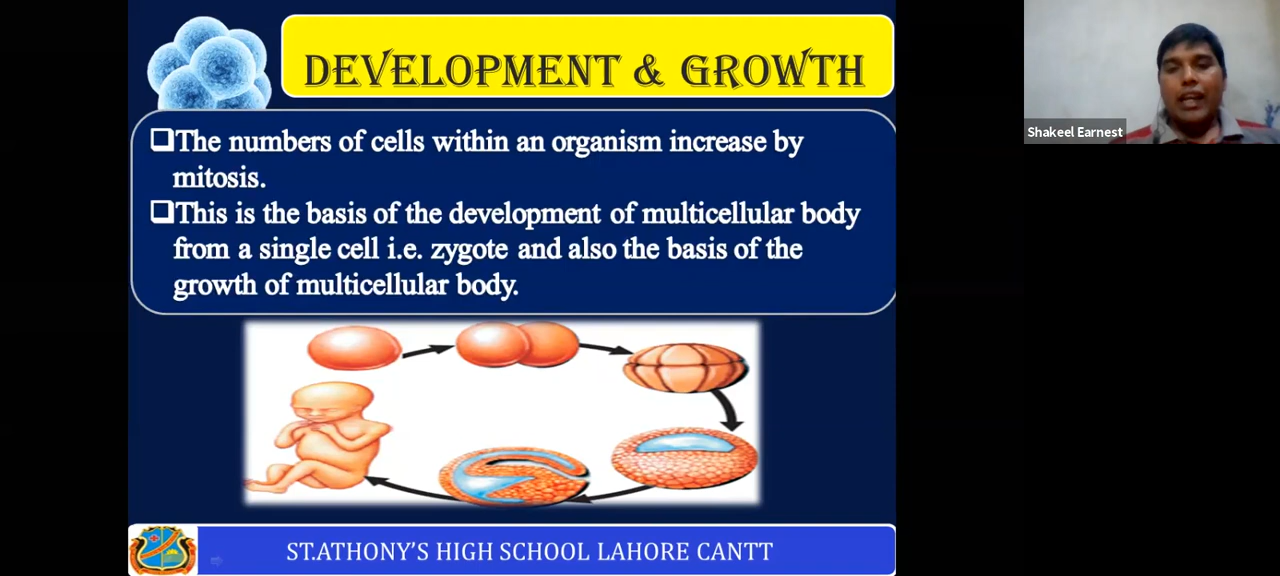 DEVELOPMENT & GROWTH
❑The numbers of cells within an organism increase by
mitosis.
❑This is the basis of the development of multicellular body
from a single cell i.e. zygote and also the basis of the
growth of multicellular body.
ST.ATHONY'S HIGH SCHOOL LAHORE CANTT
Shakeel Earnest